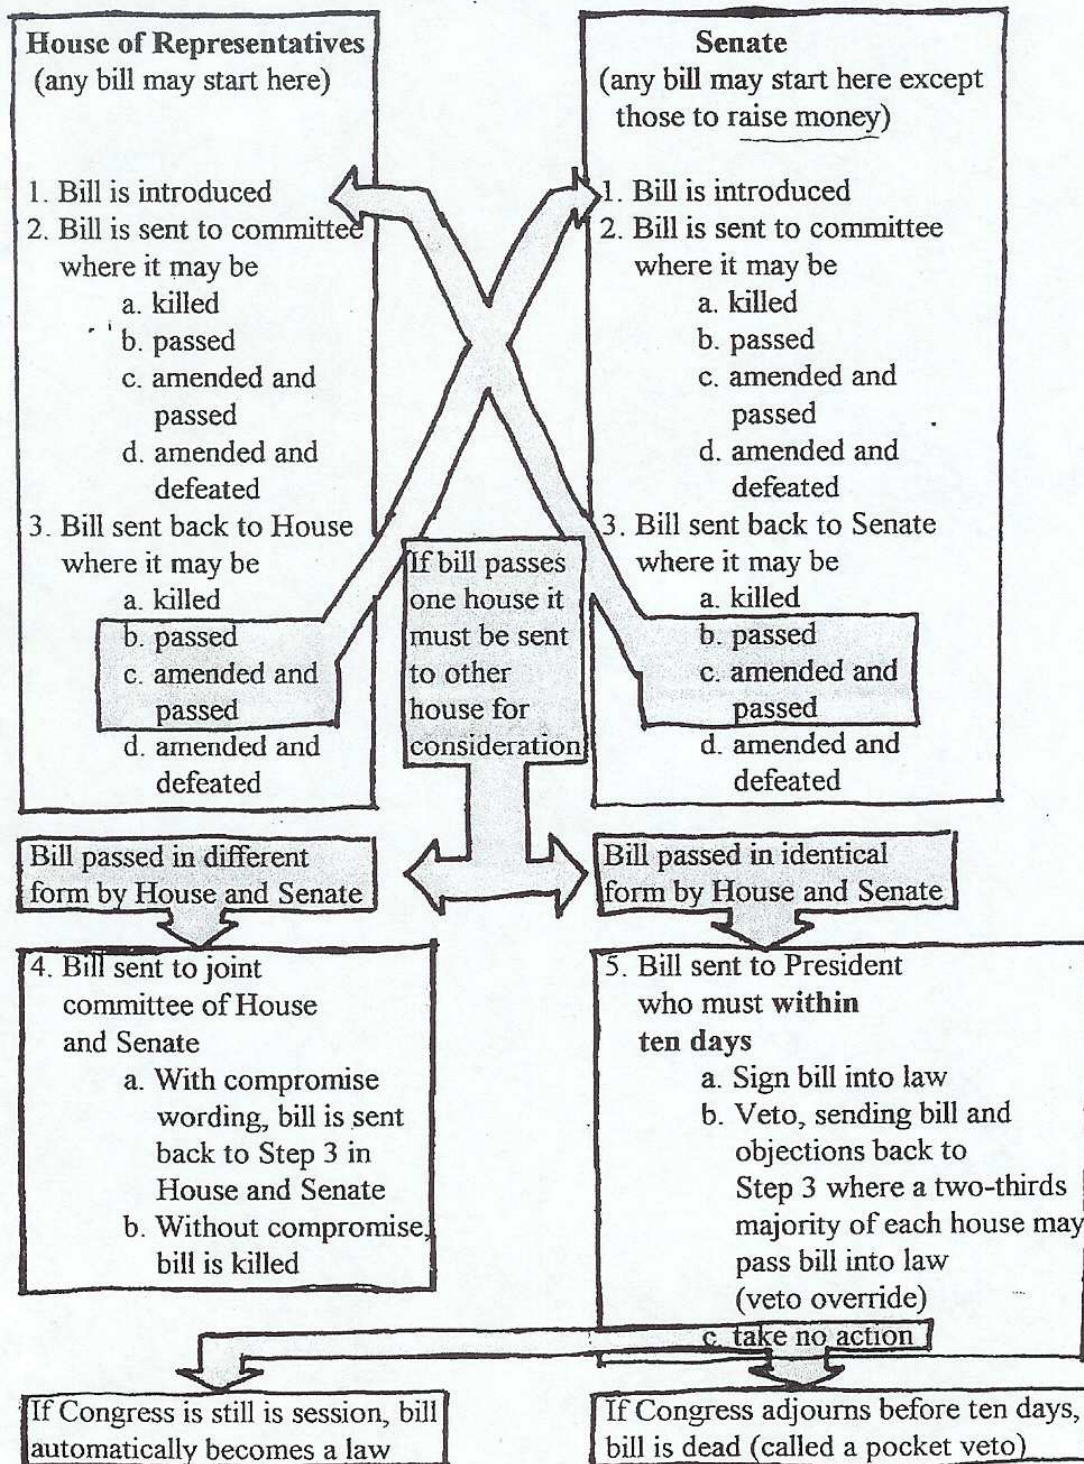 House of Representatives
(any bill may start here)
1. Bill is introduced
2. Bill is sent to committee
where it may be
a. killed
b. passed
c. amended and
passed
d. amended and
defeated
3. Bill sent back to House
where it may be
a. killed
b. passed
c. amended and
passed
d. amended and
defeated
Senate
(any bill may start here except
those to raise money)
1. Bill is introduced
2. Bill is sent to committee
where it may be
a. killed
b. passed
c. amended and
passed
d. amended and
defeated
3. Bill sent back to Senate
where it may be
a. killed
b. passed
c. amended and
passed
d. amended and
defeated
If bill passes
one house it
must be sent
to other
house for
consideration
Bill passed in different
form by House and Senate
Bill passed in identical
form by House and Senate
4. Bill sent to joint
committee of House
and Senate
a. With compromise
wording, bill is sent
back to Step 3 in
House and Senate
b. Without compromise,
bill is killed
5. Bill sent to President
who must within
ten days
a. Sign bill into law
b. Veto, sending bill and
objections back to
Step 3 where a two-thirds
majority of each house may
pass bill into law
(veto override)
c. take no action
If Congress is still is session, bill
automatically becomes a law
If Congress adjourns before ten days,
bill is dead (called a pocket veto)